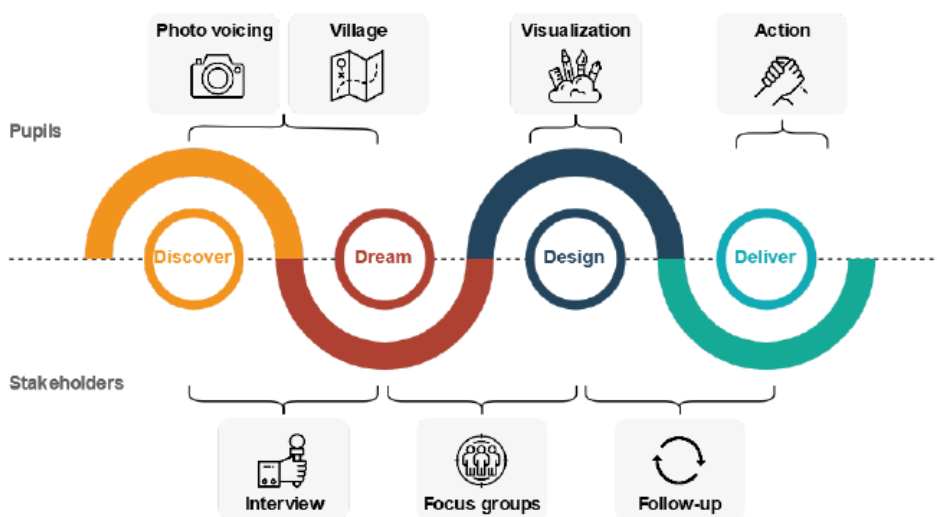 Photo voicing
Village
Visualization
Action
Pupils
Discover
Dream
Design
Deliver
Stakeholders
Interview
Focus groups
Follow-up